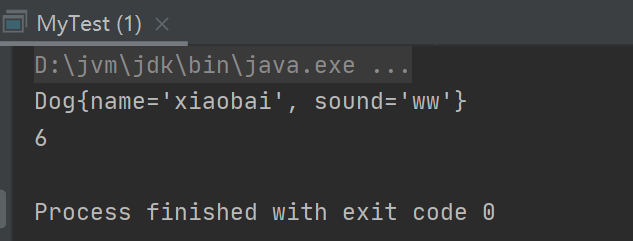 MyTest (1)
D:\jvm\jdk\bin\java.exe ...
Dog{name='xiaobai', sound='ww'}
6
Process finished with exit code 0